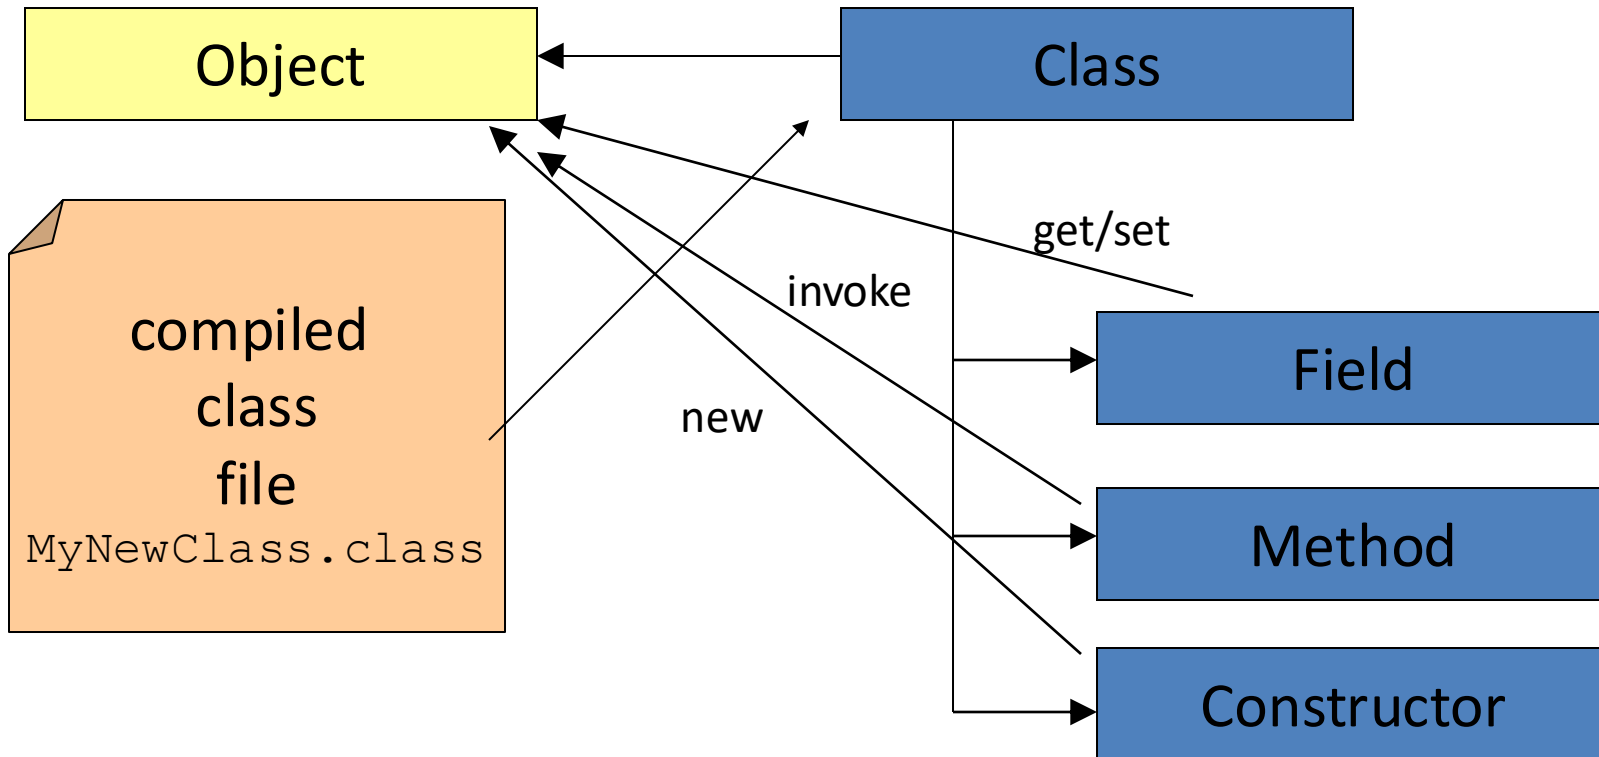 Object
Class
get/set
invoke
compiled
class
file
MyNewClass.class
new
Field
Method
Constructor